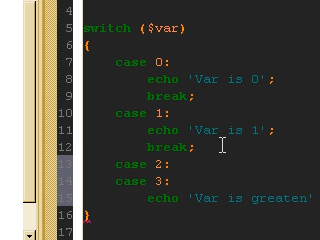 4
5 switch ($var)
6 {
7 case 0:
8 echo 'Var is 0';
9 break;
10 case 1:
11 echo 'Var is 1';
12 break;
13 case 2:
14 case 3:
15 echo 'Var is greaten'
16 }
17